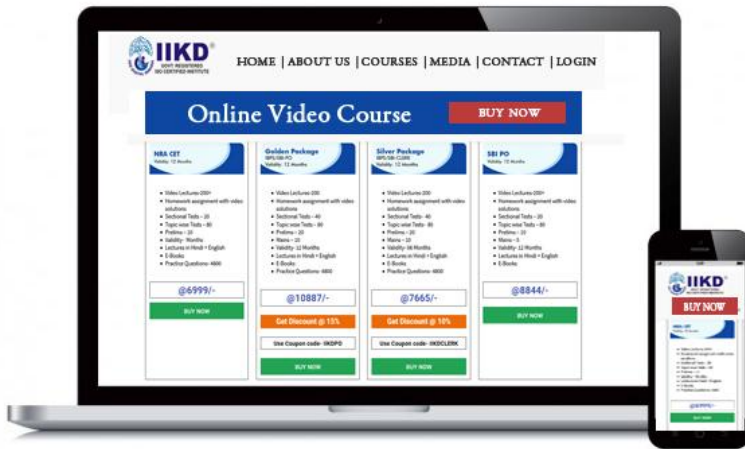 IIKD®
GOVT. REGISTERED
ISO CERTIFIED INSTITUTE
HOME | ABOUT US | COURSES | MEDIA | CONTACT | LOGIN
Online Video Course
BUY NOW
NRA CET
Validity: 12 Months
Video Lectures-200+
Homework assignment with video solutions
Sectional Tests - 20
Topic wise Tests - 80
Prelims - 20
Validity- Months
Lectures in Hindi + English
E-Books
Practice Questions- 4800
@6999/-
BUY NOW
Golden Package
IBPS/SBI PO
Validity: 12 Months
Video Lectures-200
Homework assignment with video solutions
Sectional Tests - 40
Topic wise Tests - 80
Prelims - 20
Mains - 10
Validity- 12 Months
Lectures in Hindi + English
E-Books
Practice Questions- 4800
@10887/-
Get Discount @ 15%
Use Coupon code- IIKDPO
BUY NOW
Silver Package
IBPS/SBI CLERK
Validity: 12 Months
Video Lectures-200
Homework assignment with video solutions
Sectional Tests- 40
Topic wise Tests - 80
Prelims - 20
Mains - 10
Validity- 06 Months
Lectures in Hindi + English
E-Books
Practice Questions- 4800
@7665/-
Get Discount @ 10%
Use Coupon code- IIKDCLERK
BUY NOW
SBI PO
Validity: 12 Months
Video Lectures-200+
Homework assignment with video solutions
Sectional Tests - 20
Topic wise Tests - 80
Prelims - 10
Mains - 5
Validity- 12 Months
Lectures in Hindi + English
E-Books
@8844/-
BUY NOW
IIKD
BUY NOW
NRA CET
@6999/-
BUY NOW